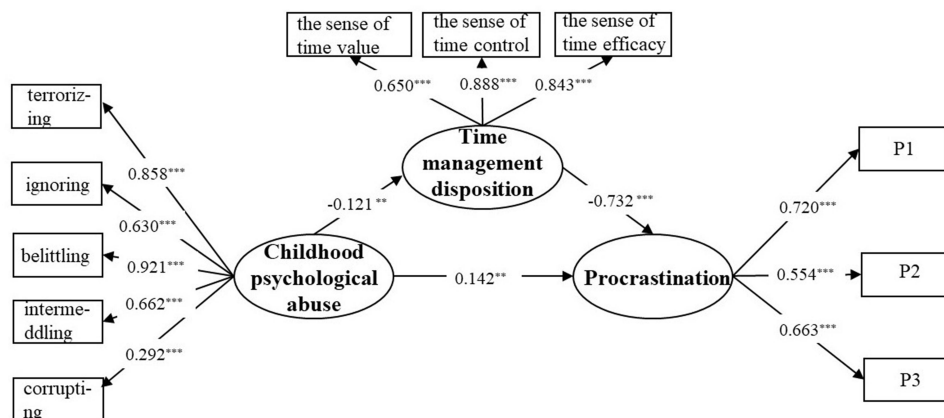 the sense of
time value
the sense of
time control
the sense of
time efficacy
0.650***
0.888***
0.843***
terroriz-
ing
Time
management
disposition
P1
0.858***
ignoring
-0.121 **
-0.732 ***
0.720***
0.630***
belittling
0.921***
Childhood
psychological
abuse
0.142**
Procrastination
0.554***
P2
interme-
ddling
0.662***
0.663***
0.292***
corrupti-
ng
P3